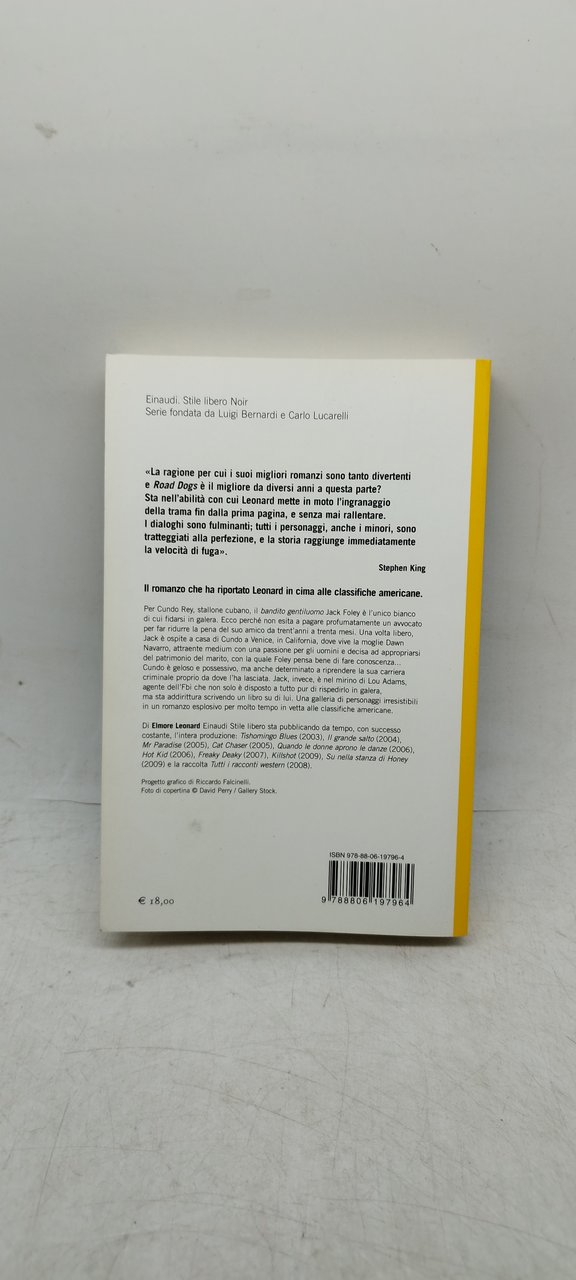 Einaudi. Stile libero Noir
Serie fondata da Luigi Bernardi e Carlo Lucarelli
«La ragione per cui i suoi migliori romanzi sono tanto divertenti
e Road Dogs è il migliore da diversi anni a questa parte?
Sta nell'abilità con cui Leonard mette in moto l'ingranaggio
della trama fin dalla prima pagina, e senza mai rallentare.
I dialoghi sono fulminanti; tutti i personaggi, anche i minori, sono
tratteggiati alla perfezione, e la storia raggiunge immediatamente
la velocità di fuga».
Stephen King
Il romanzo che ha riportato Leonard in cima alle classifiche americane.
Per Cundo Rey, stallone cubano, il bandito gentiluomo Jack Foley è l'unico bianco
di cui fidarsi in galera. Ecco perché non esita a pagare profumatamente un avvocato
per far ridurre la pena del suo amico da trent'anni a trenta mesi. Una volta libero,
Jack è ospite a casa di Cundo a Venice, in California, dove vive la moglie Dawn
Navarro, attraente medium con una passione per gli uomini e decisa ad appropriarsi
del patrimonio del marito, con la quale Foley pensa bene di fare conoscenza...
Cundo è geloso e possessivo, ma anche determinato a riprendere la sua carriera
criminale proprio da dove l'ha lasciata. Jack, invece, è nel mirino di Lou Adams,
agente dell'Fbi che non solo è disposto a tutto pur di rispedirlo in galera,
ma sta addirittura scrivendo un libro su di lui. Una galleria di personaggi irresistibili
in un romanzo esplosivo per molto tempo in vetta alle classifiche americane.
Di Elmore Leonard Einaudi Stile libero sta pubblicando da tempo, con successo
costante, l'intera produzione: Tishomingo Blues (2003), Il grande salto (2004),
Mr Paradise (2005), Cat Chaser (2005), Quando le donne aprono le danze (2006),
Hot Kid (2006), Freaky Deaky (2007), Killshot (2009), Su nella stanza di Honey
(2009) e la raccolta Tutti i racconti western (2008).
Progetto grafico di Riccardo Falcinelli.
Foto di copertina © David Perry / Gallery Stock.
ISBN 978-88-06-19796-4
9 788806 197964
€ 18,00